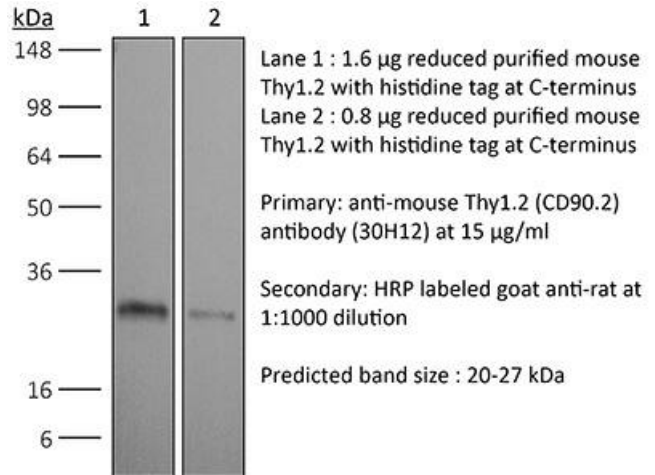 kDa
1 2
148
98
64
50
36
16
6
Lane 1 : 1.6 µg reduced purified mouse
Thy1.2 with histidine tag at C-terminus
Lane 2 : 0.8 µg reduced purified mouse
Thy1.2 with histidine tag at C-terminus
Primary: anti-mouse Thy1.2 (CD90.2)
antibody (30H12) at 15 µg/ml
Secondary: HRP labeled goat anti-rat at
1:1000 dilution
Predicted band size : 20-27 kDa